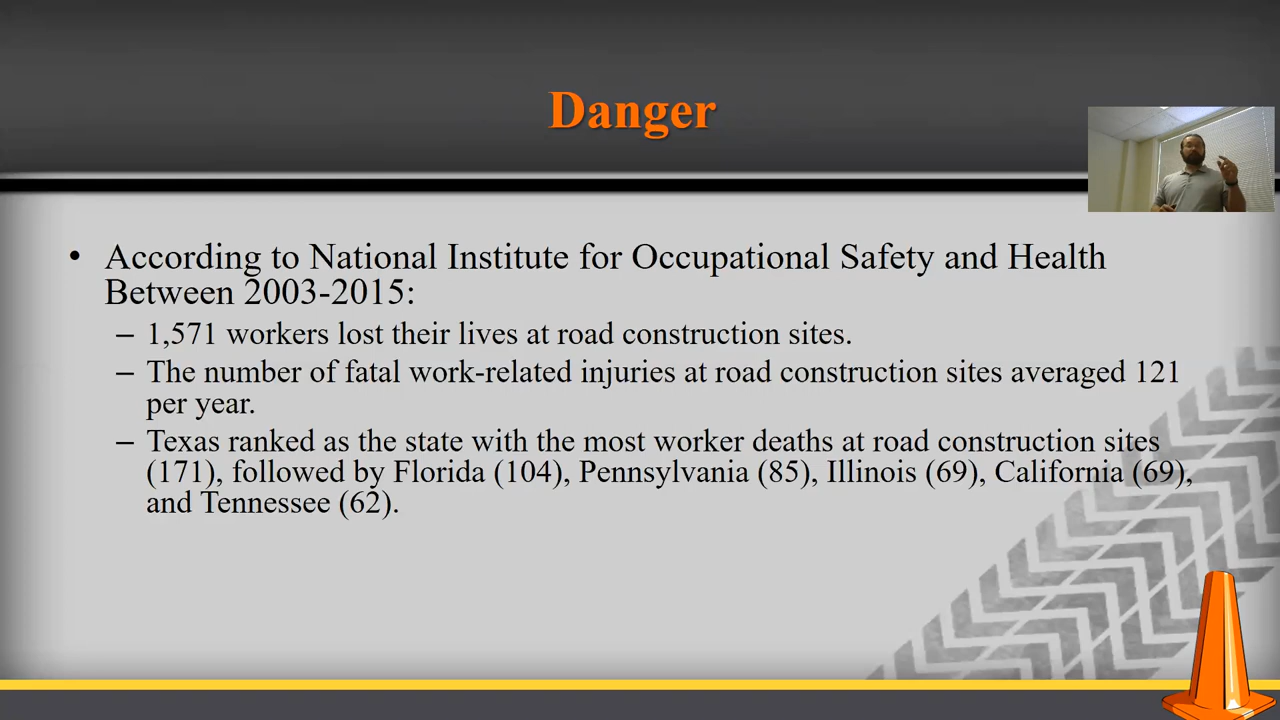 Danger
• According to National Institute for Occupational Safety and Health
Between 2003-2015:
– 1,571 workers lost their lives at road construction sites.
– The number of fatal work-related injuries at road construction sites averaged 121
per year.
– Texas ranked as the state with the most worker deaths at road construction sites
(171), followed by Florida (104), Pennsylvania (85), Illinois (69), California (69),
and Tennessee (62).